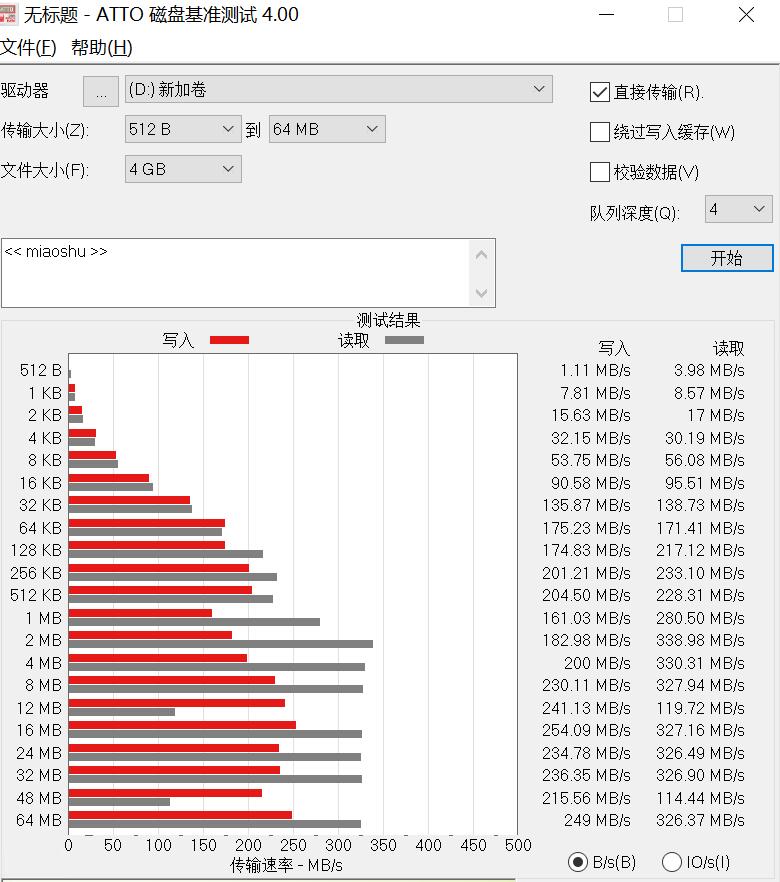 无标题 - ATTO 磁盘基准测试 4.00
文件(F) 帮助(H)
驱动器 ... (D:) 新加卷
直接传输(R).
传输大小(Z): 512 B 到 64 MB
绕过写入缓存(W)
文件大小(F): 4 GB
校验数据(V)
队列深度(Q): 4
<< miaoshu >>
开始
测试结果
写入 读取 写入 读取
512 B 1.11 MB/s 3.98 MB/s
1 KB 7.81 MB/s 8.57 MB/s
2 KB 15.63 MB/s 17 MB/s
4 KB 32.15 MB/s 30.19 MB/s
8 KB 53.75 MB/s 56.08 MB/s
16 KB 90.58 MB/s 95.51 MB/s
32 KB 135.87 MB/s 138.73 MB/s
64 KB 175.23 MB/s 171.41 MB/s
128 KB 174.83 MB/s 217.12 MB/s
256 KB 201.21 MB/s 233.10 MB/s
512 KB 204.50 MB/s 228.31 MB/s
1 MB 161.03 MB/s 280.50 MB/s
2 MB 182.98 MB/s 338.98 MB/s
4 MB 200 MB/s 330.31 MB/s
8 MB 230.11 MB/s 327.94 MB/s
12 MB 241.13 MB/s 119.72 MB/s
16 MB 254.09 MB/s 327.16 MB/s
24 MB 234.78 MB/s 326.49 MB/s
32 MB 236.35 MB/s 326.90 MB/s
48 MB 215.56 MB/s 114.44 MB/s
64 MB 249 MB/s 326.37 MB/s
0 50 100 150 200 250 300 350 400 450 500
传输速率 - MB/s
B/s(B) IO/s(I)